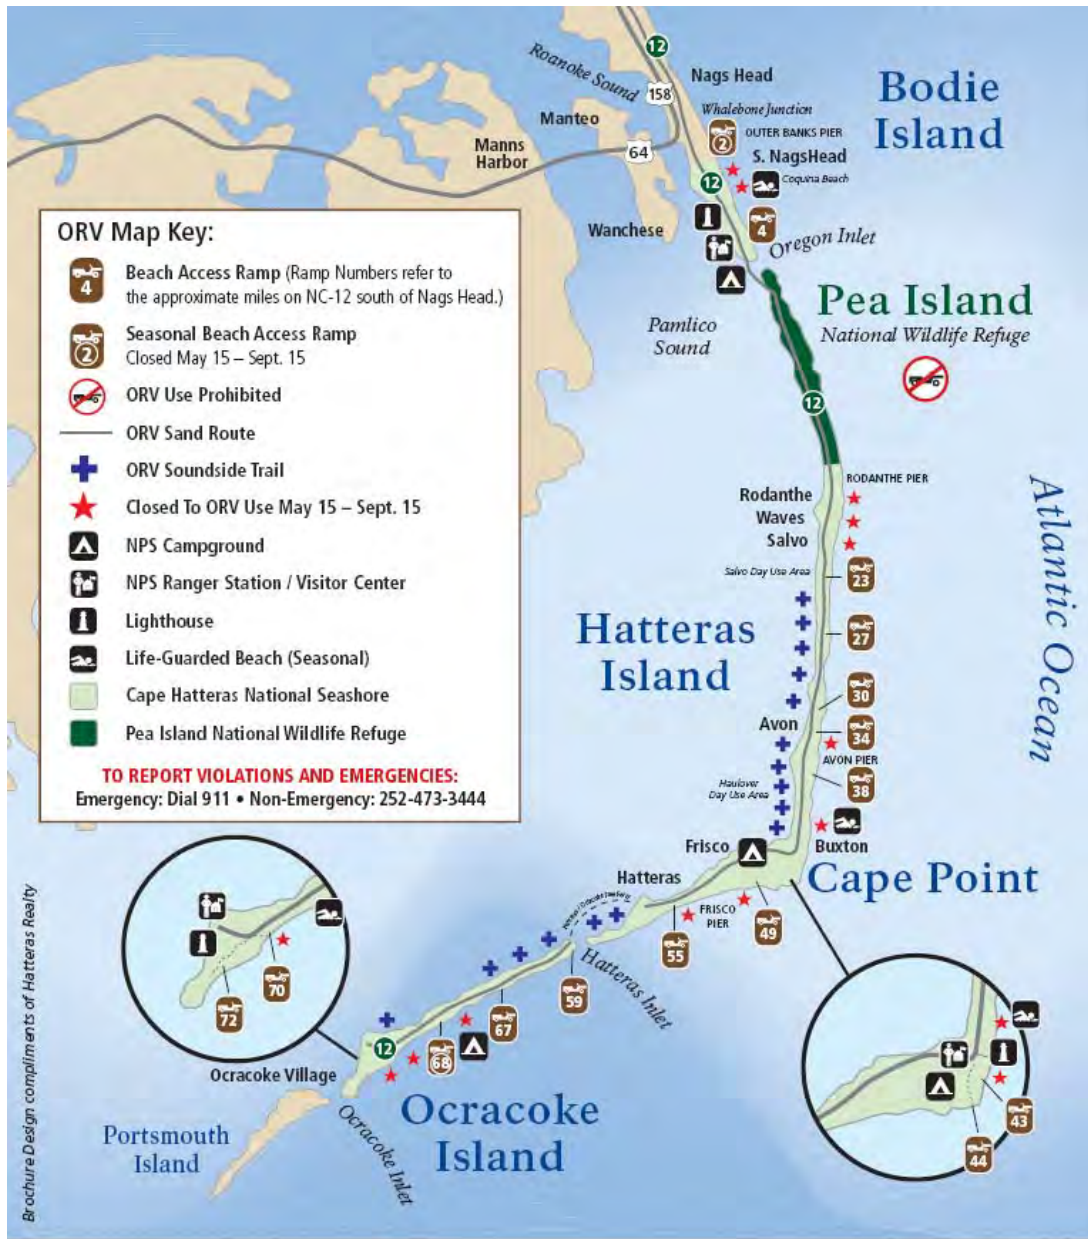 12
Roanoke Sound
Nags Head
158
Bodie
Island
Whalebone Junction
Manteo
2
OUTER BANKS PIER
Manns
Harbor
64
S. NagsHead
12
Coquina Beach
Wanchese
4
Oregon Inlet
Pea Island
National Wildlife Refuge
Pamlico
Sound
12
ORV Map Key:
4
Beach Access Ramp (Ramp Numbers refer to
the approximate miles on NC-12 south of Nags Head.)
2
Seasonal Beach Access Ramp
Closed May 15 – Sept. 15
ORV Use Prohibited
ORV Sand Route
ORV Soundside Trail
Closed To ORV Use May 15 – Sept. 15
NPS Campground
NPS Ranger Station / Visitor Center
Lighthouse
Life-Guarded Beach (Seasonal)
Cape Hatteras National Seashore
Pea Island National Wildlife Refuge
TO REPORT VIOLATIONS AND EMERGENCIES:
Emergency: Dial 911 • Non-Emergency: 252-473-3444
RODANTHE PIER
Rodanthe
Waves
Salvo
Atlantic Ocean
Salvo Day Use Area
23
Hatteras
Island
27
30
Avon
34
AVON PIER
Haulover
Day Use Area
38
Frisco
Buxton
Cape Point
Hatteras
FRISCO
PIER
49
55
Hatteras Inlet
59
67
68
12
70
72
Ocracoke Village
Ocracoke
Island
Ocracoke Inlet
Portsmouth
Island
43
44
Brochure Design compliments of Hatteras Realty